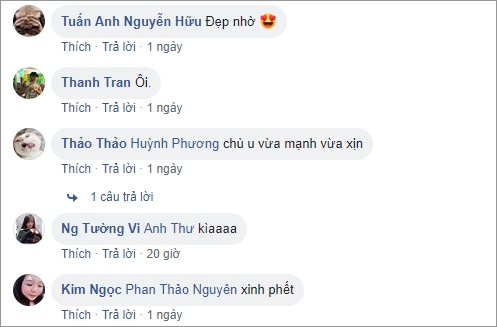 Tuấn Anh Nguyễn Hữu Đẹp nhờ 😍
Thích · Trả lời · 1 ngày
Thanh Tran Ôi.
Thích · Trả lời · 1 ngày
Thảo Thảo Huỳnh Phương chù u vừa mạnh vừa xịn
Thích · Trả lời · 1 ngày
1 câu trả lời
Ng Tường Vi Anh Thư kìaaaa
Thích · Trả lời · 20 giờ
Kim Ngọc Phan Thảo Nguyên xinh phết
Thích · Trả lời · 1 ngày